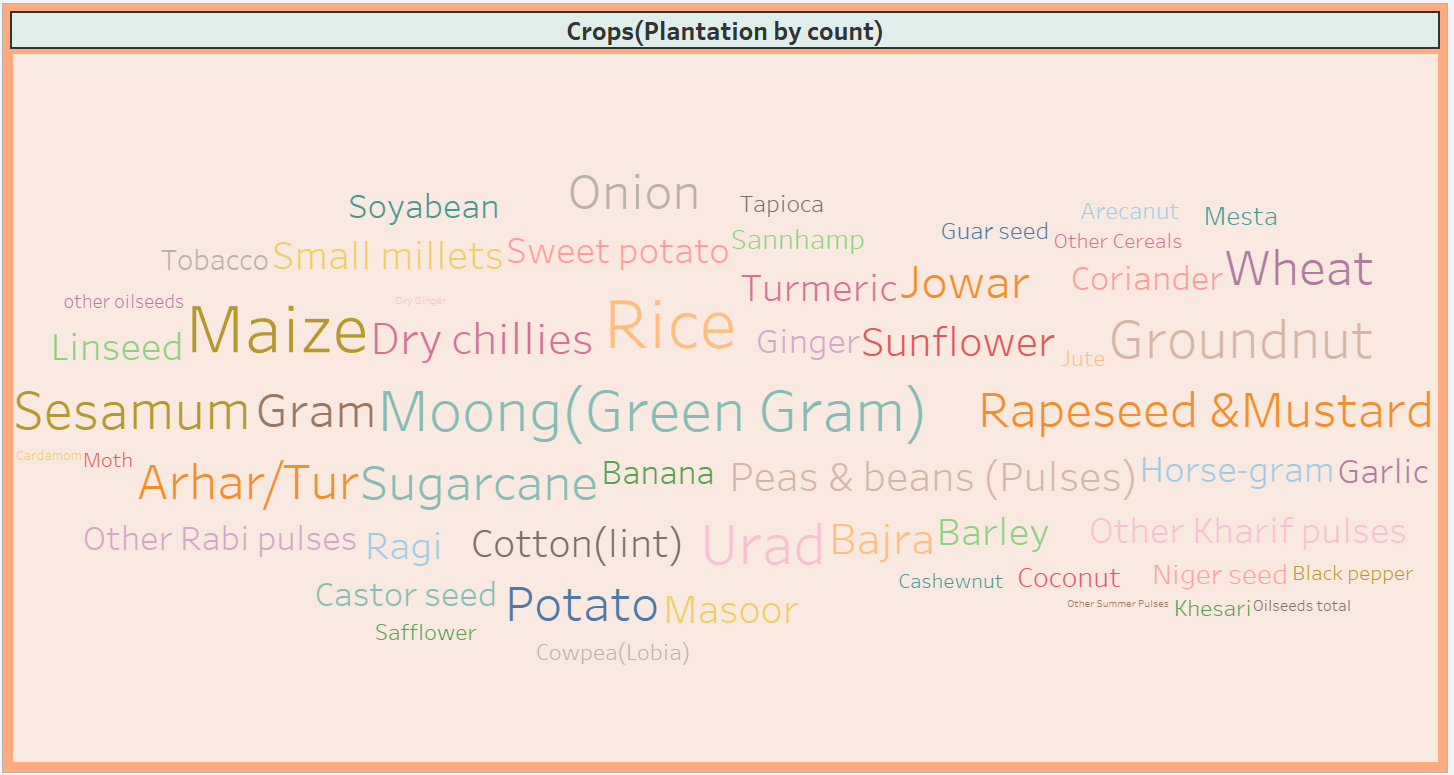 Crops(Plantation by count)
Onion
Soyabean Tapioca Arecanut Mesta
Guar seed Other Cereals
Tobacco Small millets Sweet potato Sannhamp
Turmeric Jowar Coriander Wheat
other oilseeds Dry Ginger
Linseed Maize Dry chillies Rice Ginger Sunflower Jute Groundnut
Sesamum Gram Moong(Green Gram) Rapeseed &Mustard
Cardamom Moth
Arhar/Tur Sugarcane Banana Peas & beans (Pulses) Horse-gram Garlic
Other Rabi pulses Ragi Cotton(lint) Urad Bajra Barley Other Kharif pulses
Cashewnut Coconut Niger seed Black pepper
Castor seed Potato Masoor Other Summer Pulses Khesari Oilseeds total
Safflower
Cowpea(Lobia)